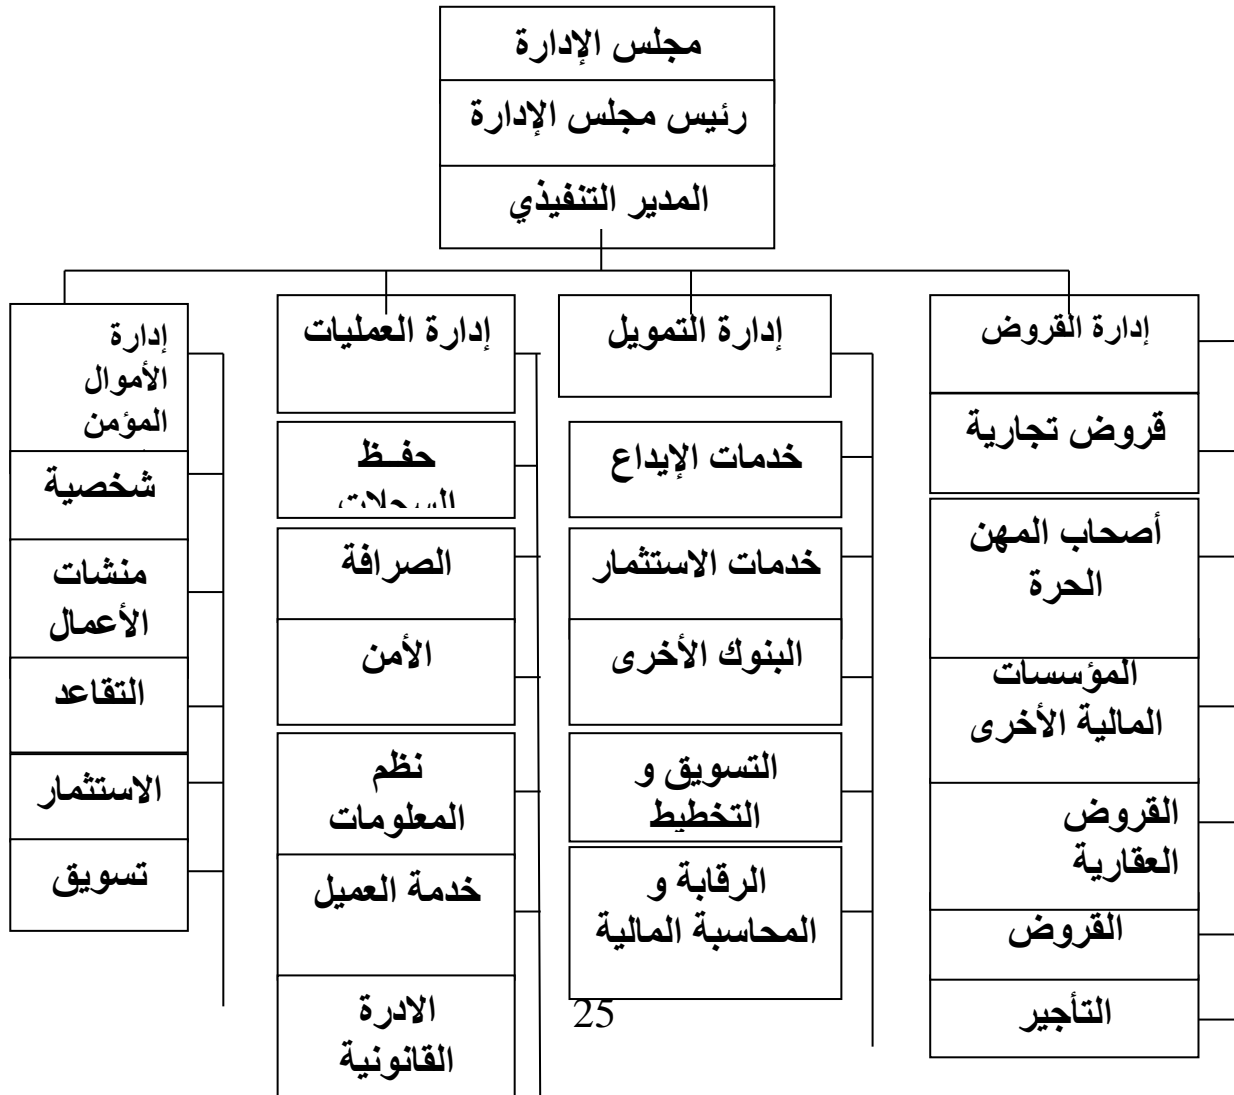 مجلس الإدارة
رئيس مجلس الإدارة
المدير التنفيذي
إدارة القروض
قروض تجارية
أصحاب المهن
الحرة
المؤسسات
المالية الأخرى
القروض
العقارية
القروض
التأجير
إدارة التمويل
خدمات الإيداع
خدمات الاستثمار
البنوك الأخرى
التسويق و
التخطيط
الرقابة و
المحاسبة المالية
إدارة العمليات
حفظ
السجلات
الصرافة
الأمن
نظم
المعلومات
خدمة العميل
الادرة
القانونية
إدارة
الأموال
المؤمن
شخصية
منشات
الأعمال
التقاعد
الاستثمار
تسويق
25